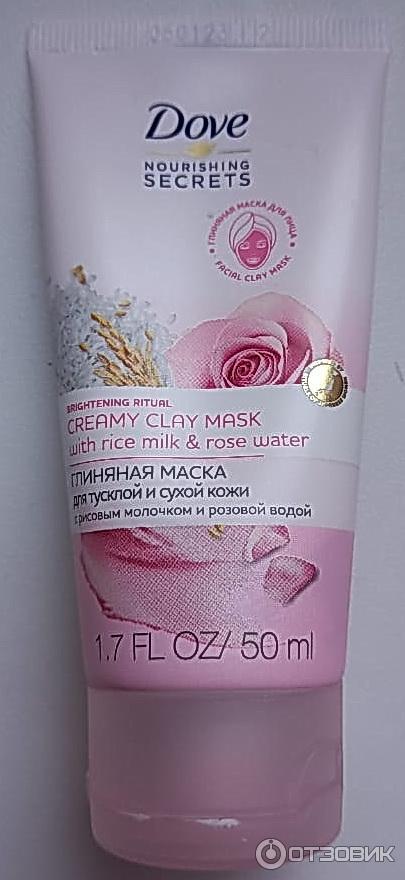 Dove
NOURISHING
SECRETS
ГЛИНЯНАЯ МАСКА ДЛЯ ЛИЦА
FACIAL CLAY MASK
BRIGHTENING RITUAL
CREAMY CLAY MASK
with rice milk & rose water
ГЛИНЯНАЯ МАСКА
для тусклой и сухой кожи
с рисовым молочком и розовой водой
1.7 FL OZ/ 50 ml
ОТЗОВИК